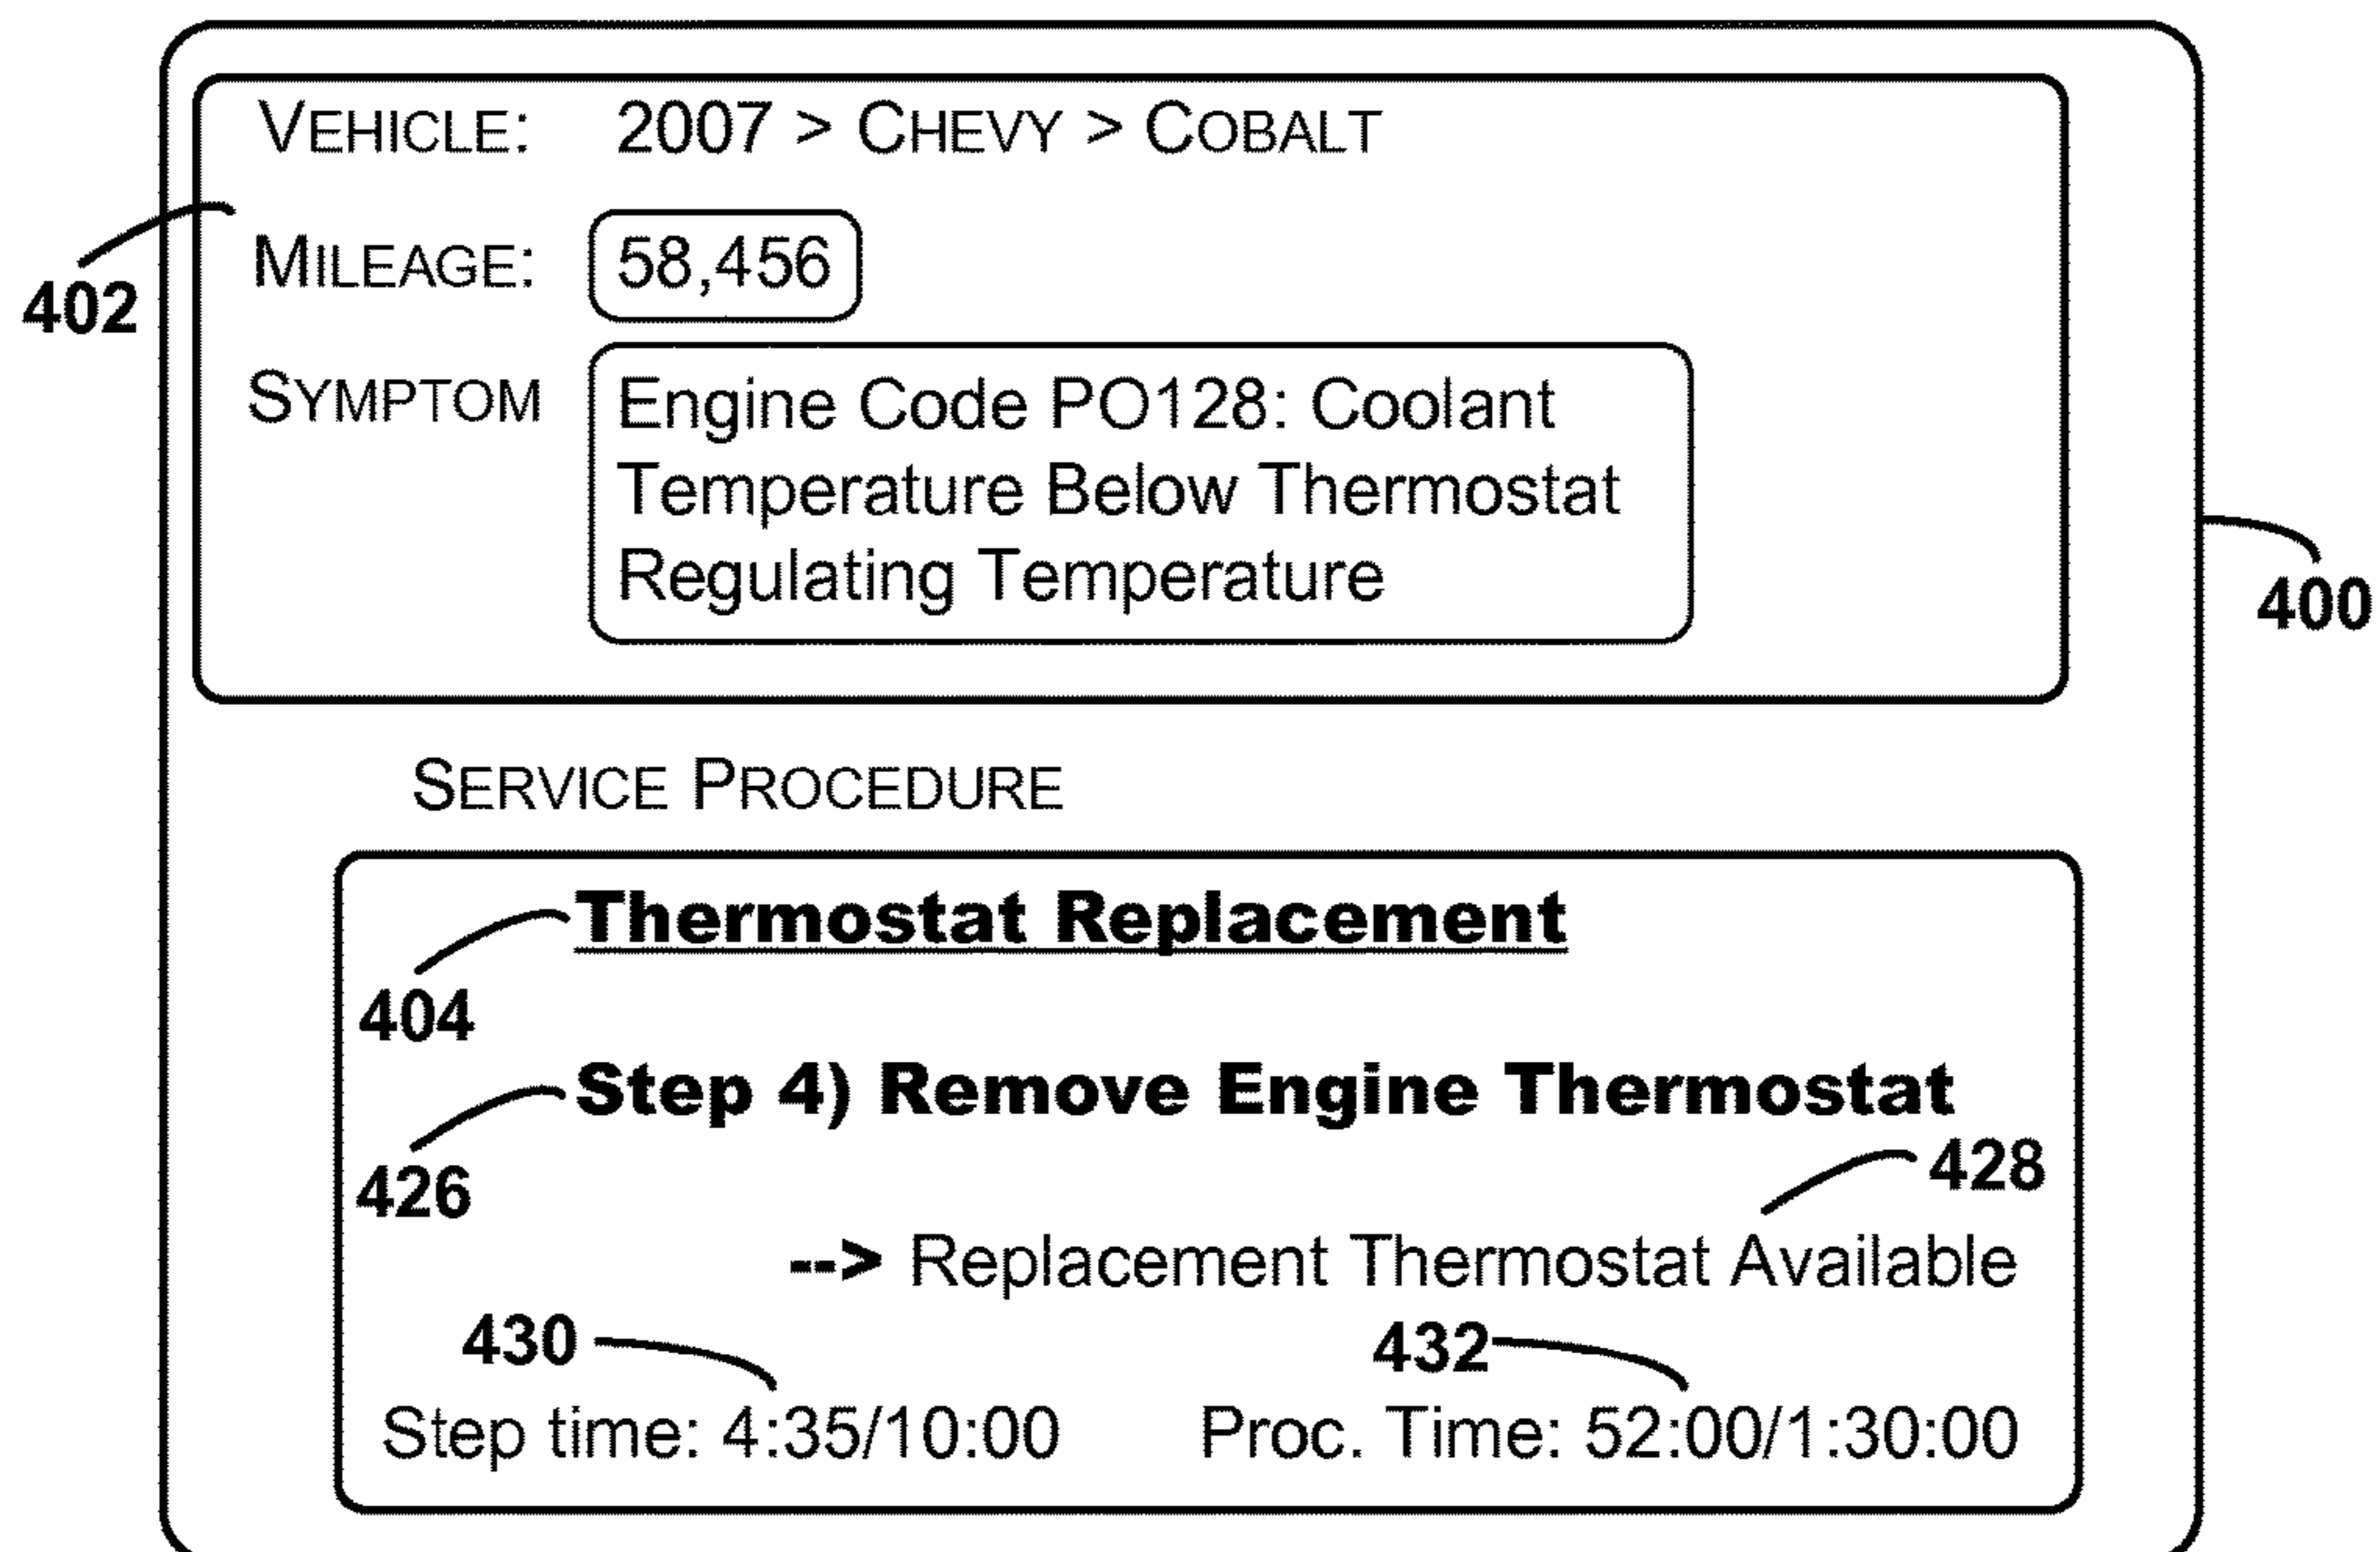 VEHICLE: 2007 > CHEVY > COBALT
402
MILEAGE: 58,456
SYMPTOM Engine Code PO128: Coolant
Temperature Below Thermostat
Regulating Temperature
400
SERVICE PROCEDURE
Thermostat Replacement
404
Step 4) Remove Engine Thermostat
426
428
--> Replacement Thermostat Available
430 432
Step time: 4:35/10:00 Proc. Time: 52:00/1:30:00